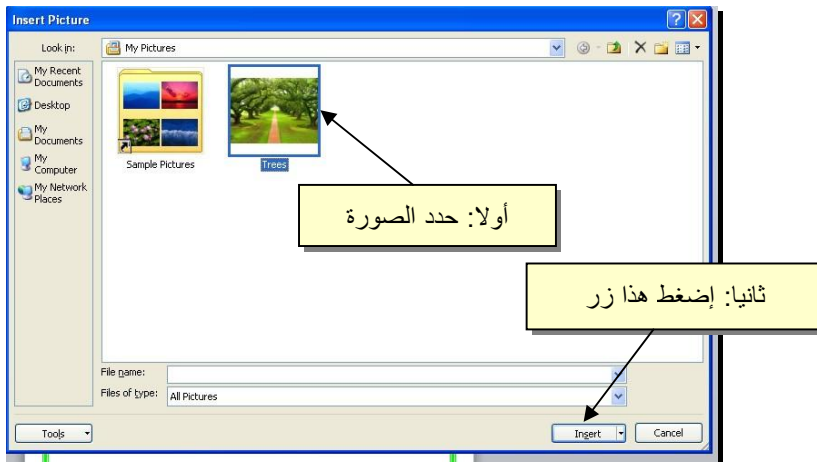 Insert Picture
Look in:
My Pictures
My Recent
Documents
Desktop
My
Documents
My
Computer
My Network
Places
Sample Pictures
Trees
أولا: حدد الصورة
ثانيا: إضغط هذا زر
File name:
Files of type:
All Pictures
Tools
Insert
Cancel